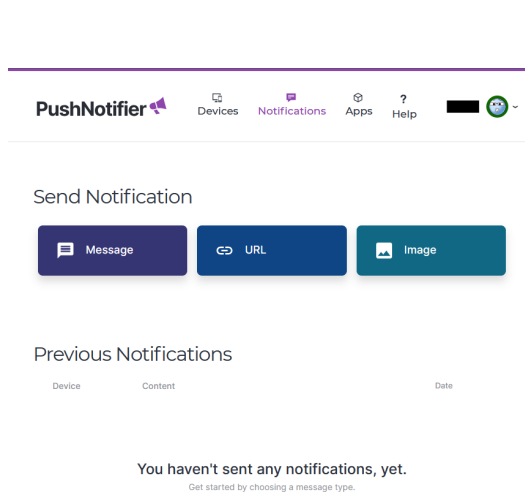 PushNotifier
Devices Notifications Apps ? Help
Send Notification
Message URL Image
Previous Notifications
Device Content Date
You haven't sent any notifications, yet.
Get started by choosing a message type.